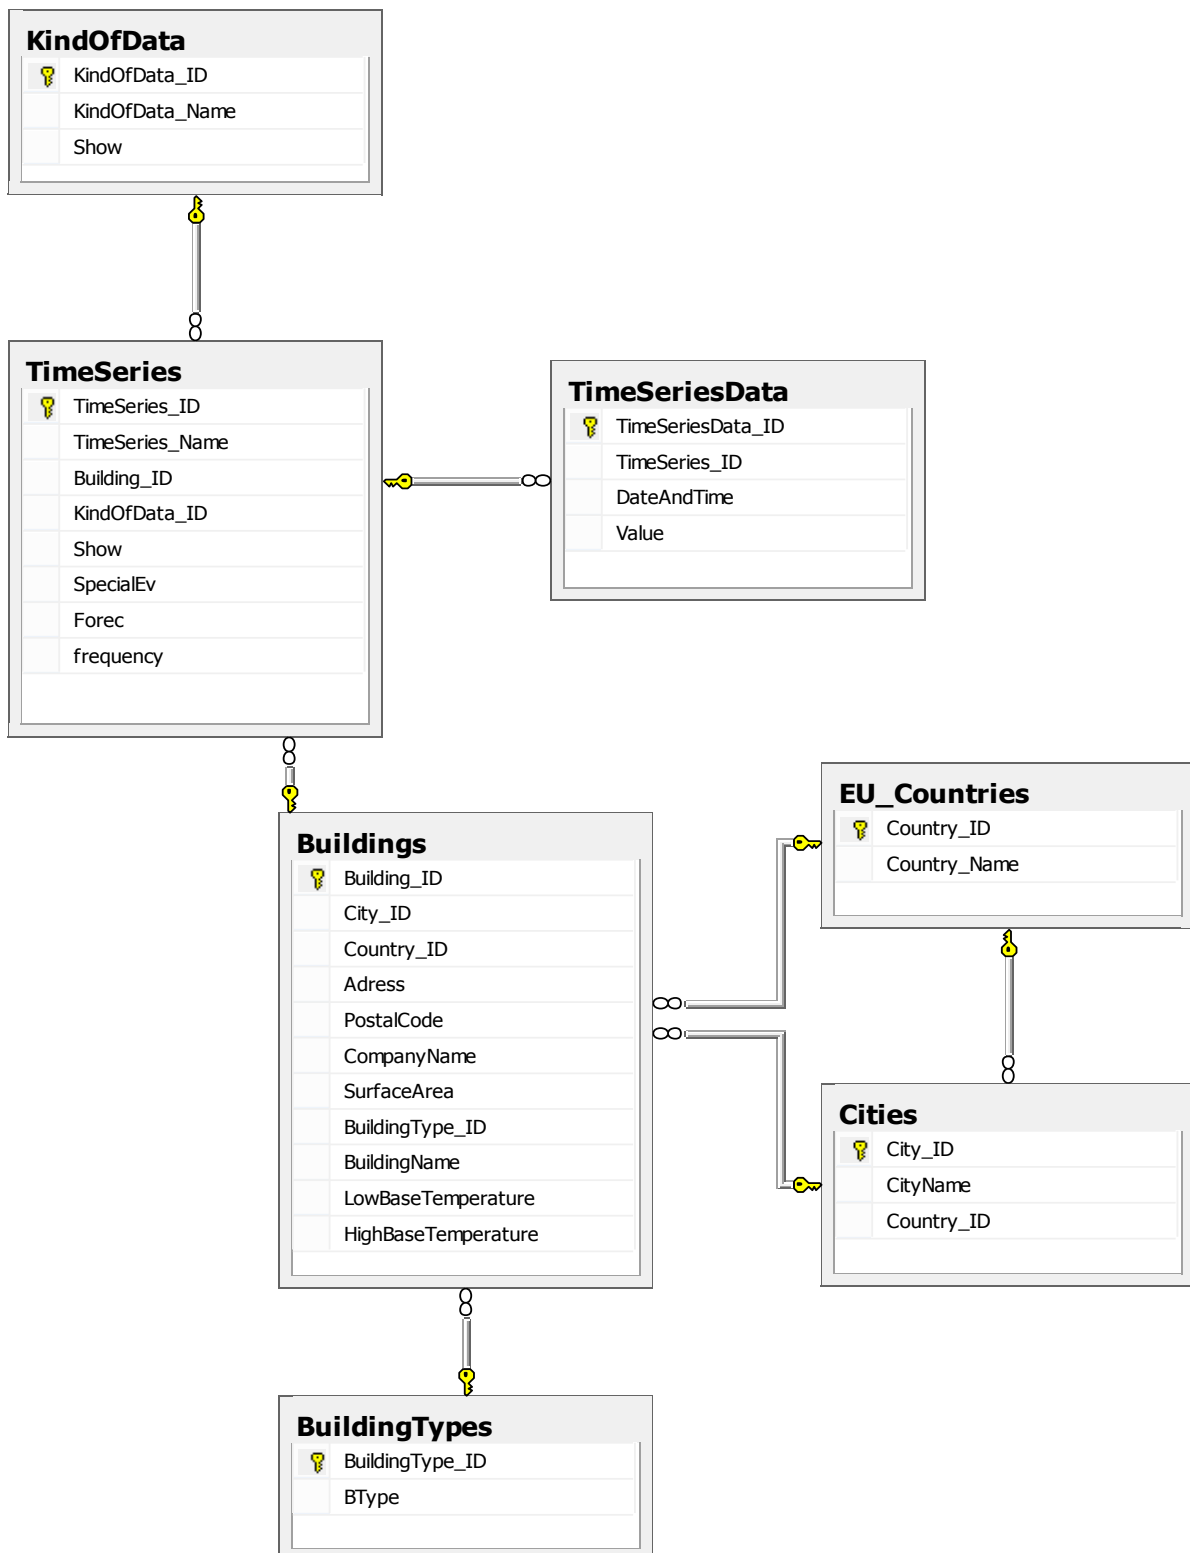 KindOfData
KindOfData_ID
KindOfData_Name
Show
TimeSeries
TimeSeries_ID
TimeSeries_Name
Building_ID
KindOfData_ID
Show
SpecialEv
Forec
frequency
TimeSeriesData
TimeSeriesData_ID
TimeSeries_ID
DateAndTime
Value
Buildings
Building_ID
City_ID
Country_ID
Adress
PostalCode
CompanyName
SurfaceArea
BuildingType_ID
BuildingName
LowBaseTemperature
HighBaseTemperature
EU_Countries
Country_ID
Country_Name
Cities
City_ID
CityName
Country_ID
BuildingTypes
BuildingType_ID
BType